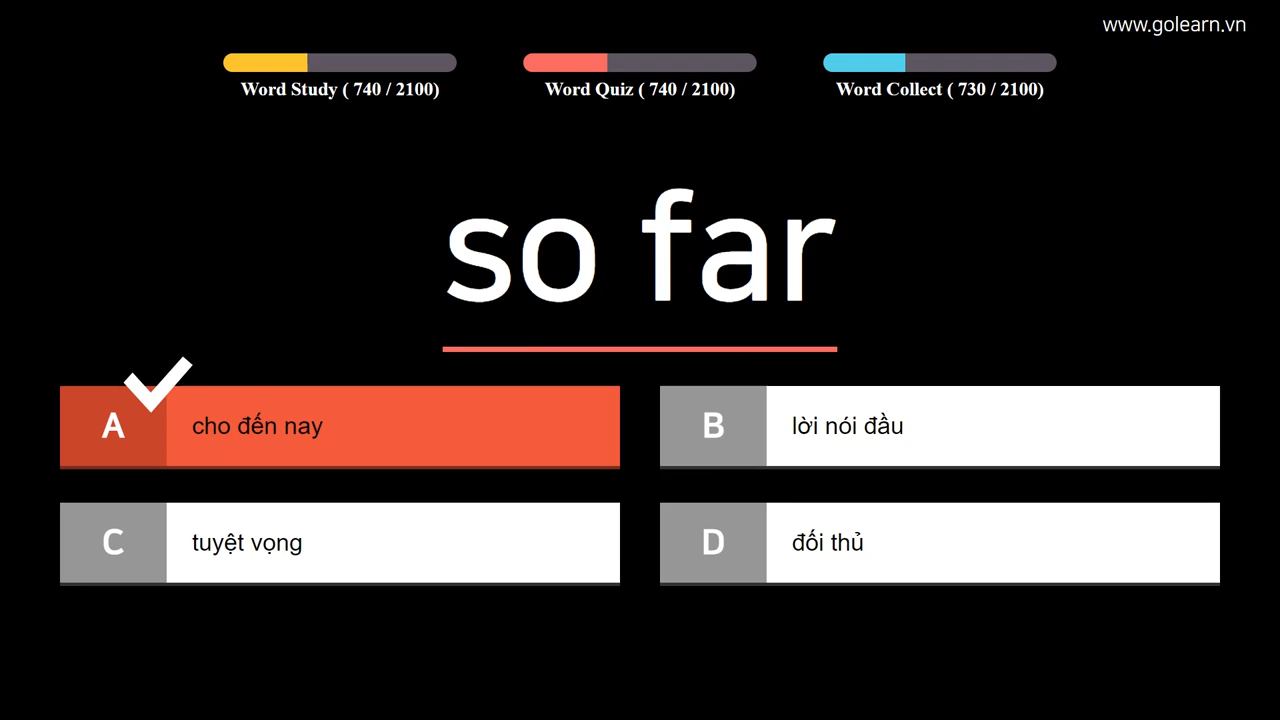 www.golearn.vn
Word Study ( 740 / 2100)
Word Quiz ( 740 / 2100)
Word Collect ( 730 / 2100)
so far
A cho đến nay
B lời nói đầu
C tuyệt vọng
D đối thủ